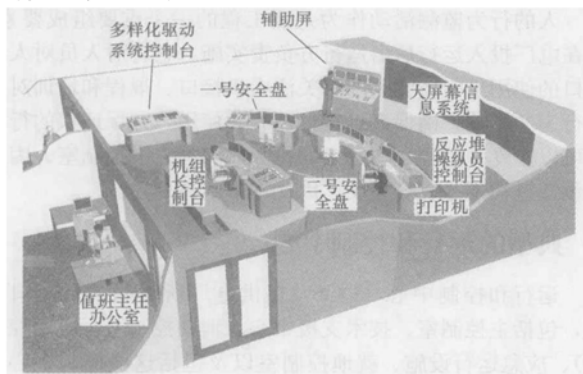 多样化驱动
系统控制台
辅助屏
一号安全盘
大屏幕信
息系统
反应堆
操纵员
控制台
机组
长控
制台
二号安全盘
打印机
值班主任
办公室